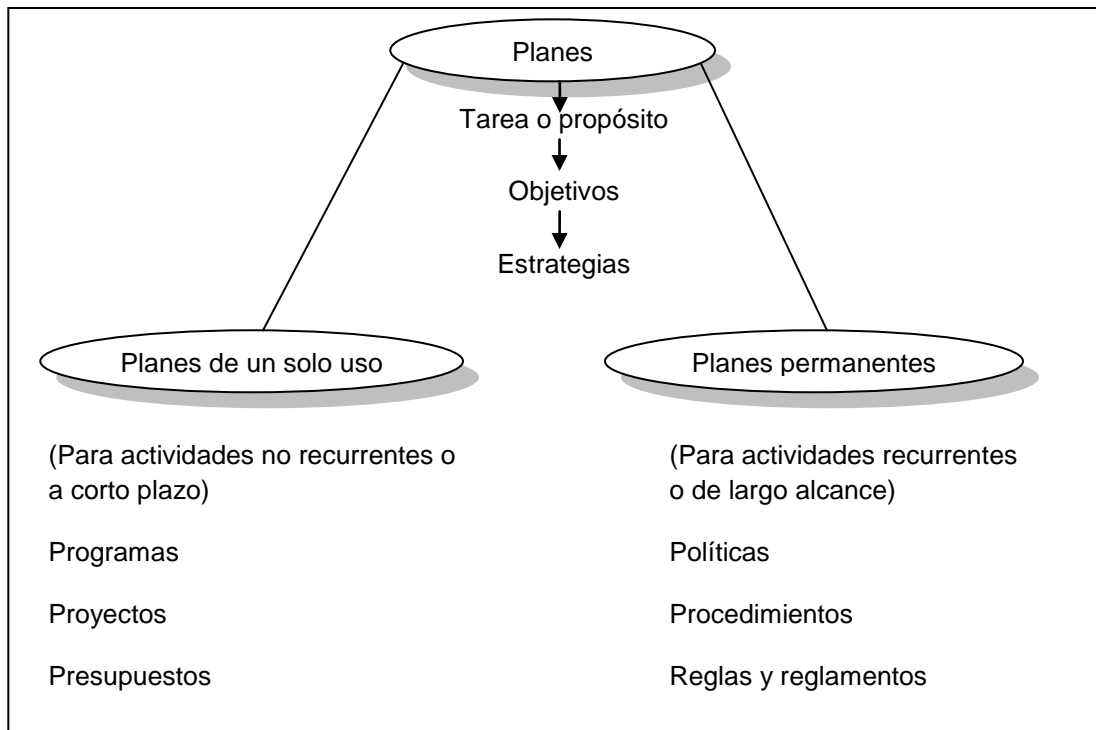 Planes
Tarea o propósito
Objetivos
Estrategias
Planes de un solo uso
(Para actividades no recurrentes o
a corto plazo)
Programas
Proyectos
Presupuestos
Planes permanentes
(Para actividades recurrentes
o de largo alcance)
Políticas
Procedimientos
Reglas y reglamentos